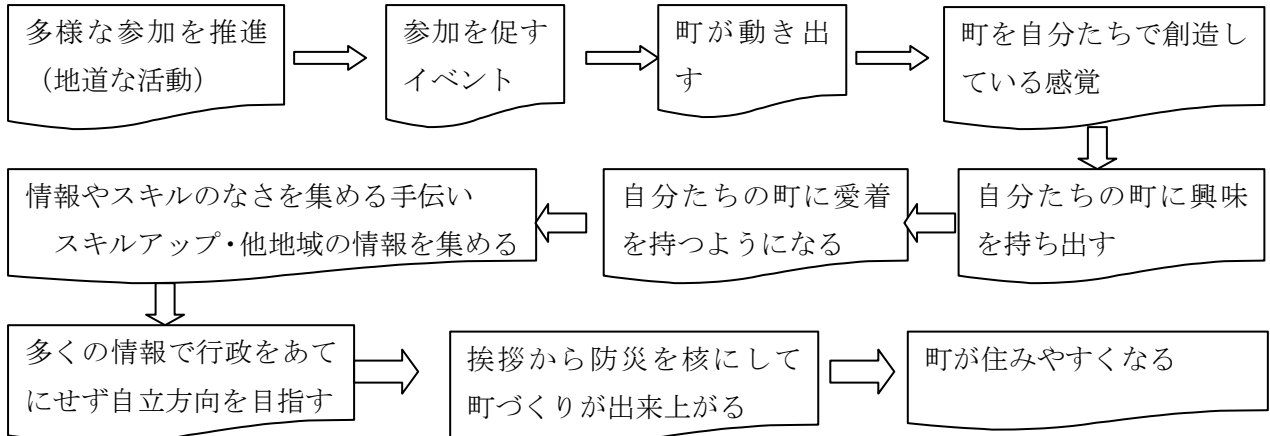 多様な参加を推進
（地道な活動）
参加を促す
イベント
町が動き出
す
町を自分たちで創造し
ている感覚
自分たちの町に興味
を持ち出す
自分たちの町に愛着
を持つようになる
情報やスキルのなさを集める手伝い
スキルアップ・他地域の情報を集める
多くの情報で行政をあて
にせず自立方向を目指す
挨拶から防災を核にして
町づくりが出来上がる
町が住みやすくなる